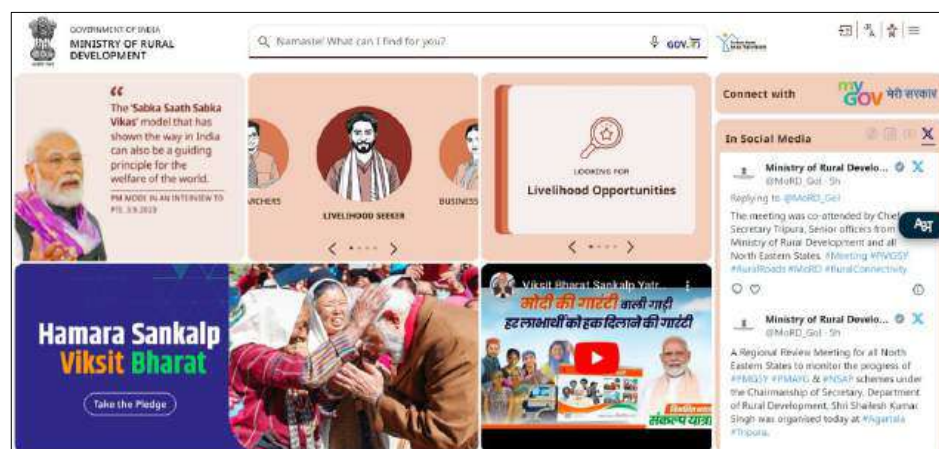 GOVERNMENT OF INDIA
MINISTRY OF RURAL
DEVELOPMENT
Namaste! What can I find for you?
GOV.
“
The 'Sabka Saath Sabka
Vikas' model that has
shown the way in India
can also be a guiding
principle for the
welfare of the world.
PM MODI, IN AN INTERVIEW TO
PTI, 3.9.2023
RCHERS
LIVELIHOOD SEEKER
BUSINESS
LOOKING FOR
Livelihood Opportunities
Connect with
my
GOV मेरी सरकार
In Social Media
Ministry of Rural Develo...
@MoRD_GoI · 5h
Replying to @MoRD_GoI
The meeting was co-attended by Chief
Secretary Tripura, Senior officers from
Ministry of Rural Development and all
North Eastern States. #Meeting #PMGSY
#RuralRoads #MoRD #RuralConnectivity
Ministry of Rural Develo...
@MoRD_GoI · 5h
A Regional Review Meeting for all North
Eastern States to monitor the progress of
#PMGSY #PMAYG & #NSAP schemes under
the Chairmanship of Secretary, Department
of Rural Development, Shri Shailesh Kumar
Singh was organised today at #Agartala
#Tripura.
Hamara Sankalp
Viksit Bharat
Take the Pledge
Viksit Bharat Sankalp Yatr...
मोदी की गारंटी वाली गाड़ी
हर लाभार्थी को हक दिलाने की गारंटी
संकल्प यात्रा